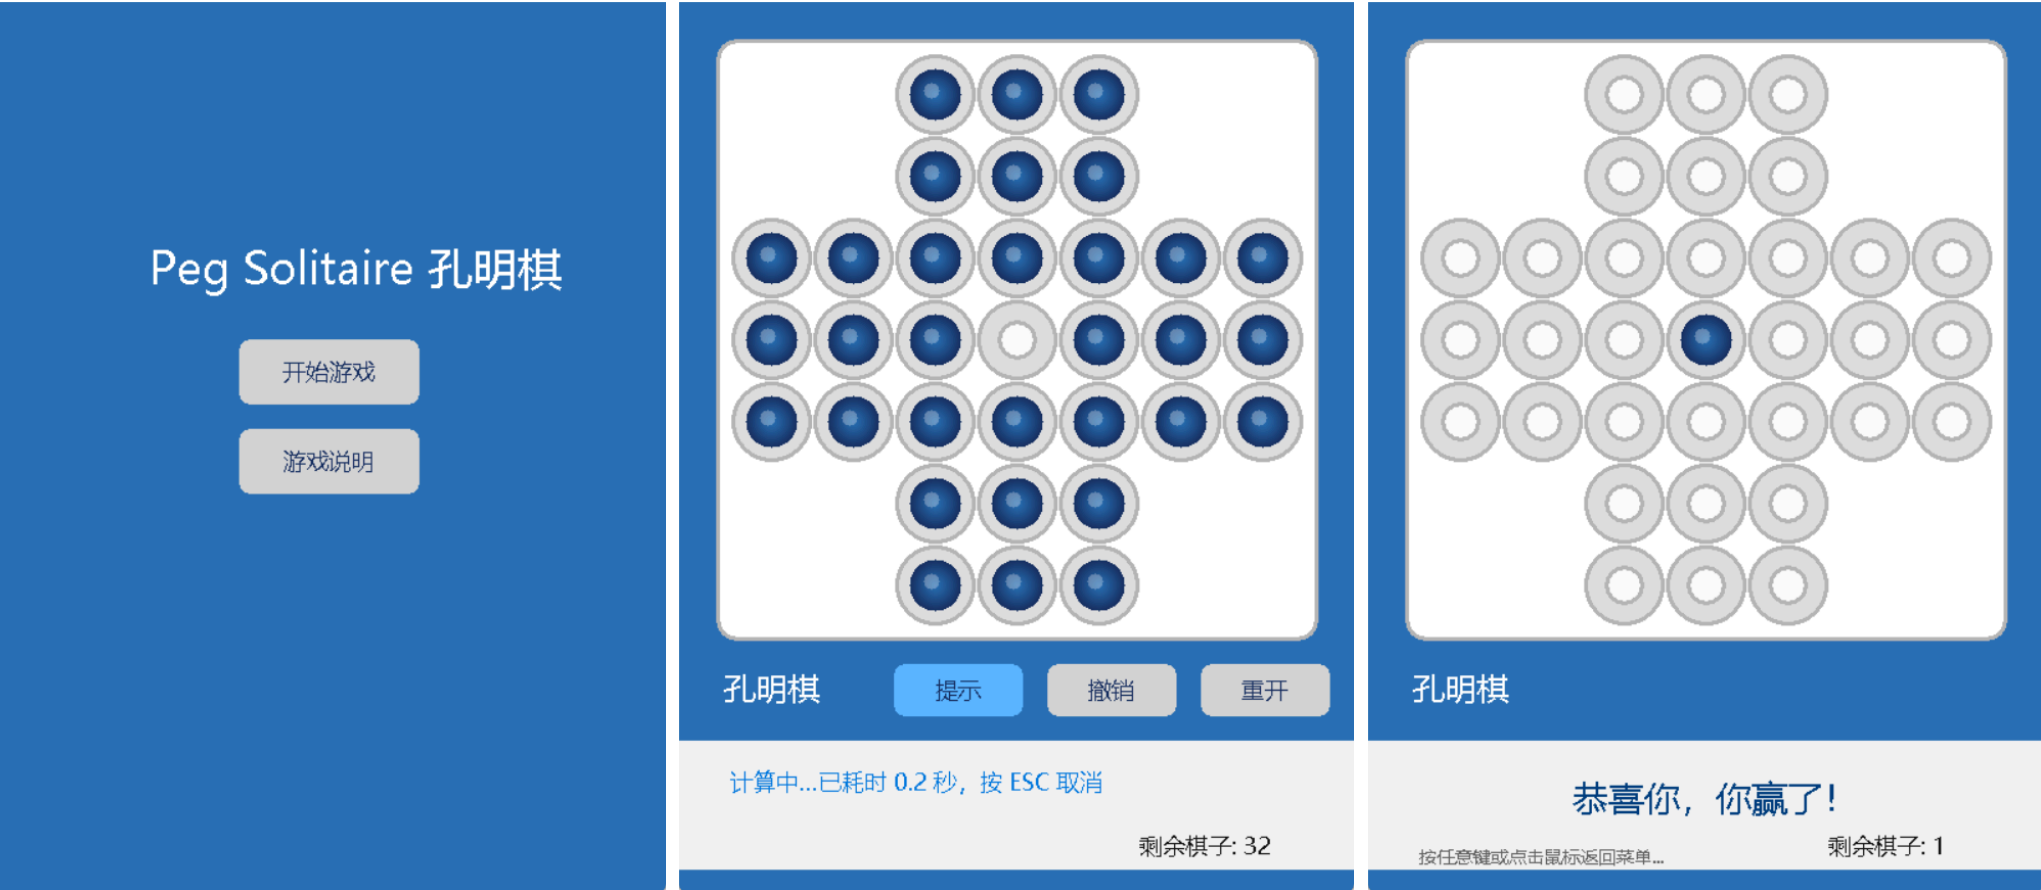 Peg Solitaire 孔明棋
开始游戏
游戏说明
孔明棋
提示
撤销
重开
计算中...已耗时 0.2 秒，按 ESC 取消
剩余棋子: 32
孔明棋
恭喜你，你赢了！
剩余棋子: 1
按任意键或点击鼠标返回菜单...